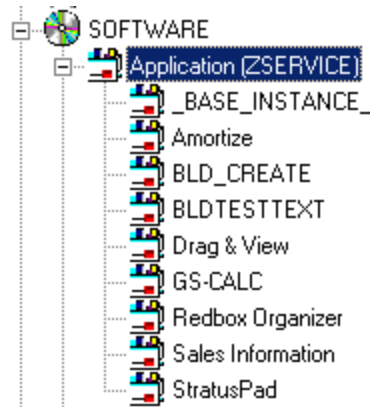 SOFTWARE
Application (ZSERVICE)
_BASE_INSTANCE_
Amortize
BLD_CREATE
BLDTESTTEXT
Drag & View
GS-CALC
Redbox Organizer
Sales Information
StratusPad